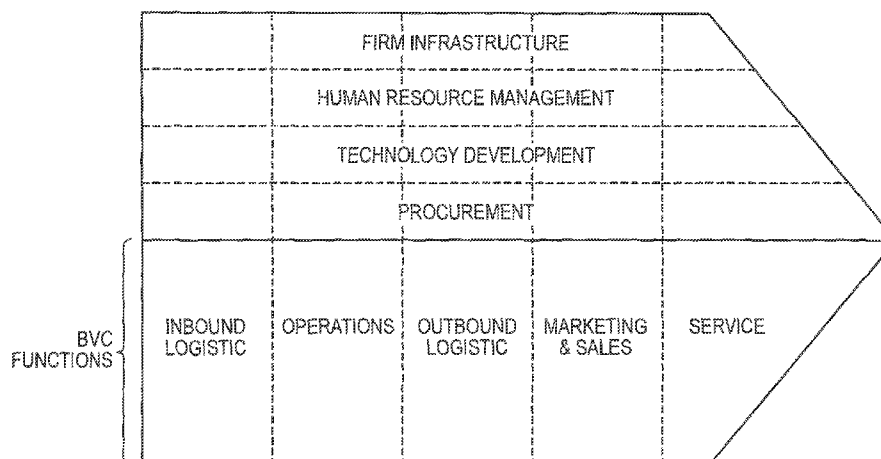 FIRM INFRASTRUCTURE
HUMAN RESOURCE MANAGEMENT
TECHNOLOGY DEVELOPMENT
PROCUREMENT
BVC
FUNCTIONS
INBOUND
LOGISTIC
OPERATIONS
OUTBOUND
LOGISTIC
MARKETING
& SALES
SERVICE